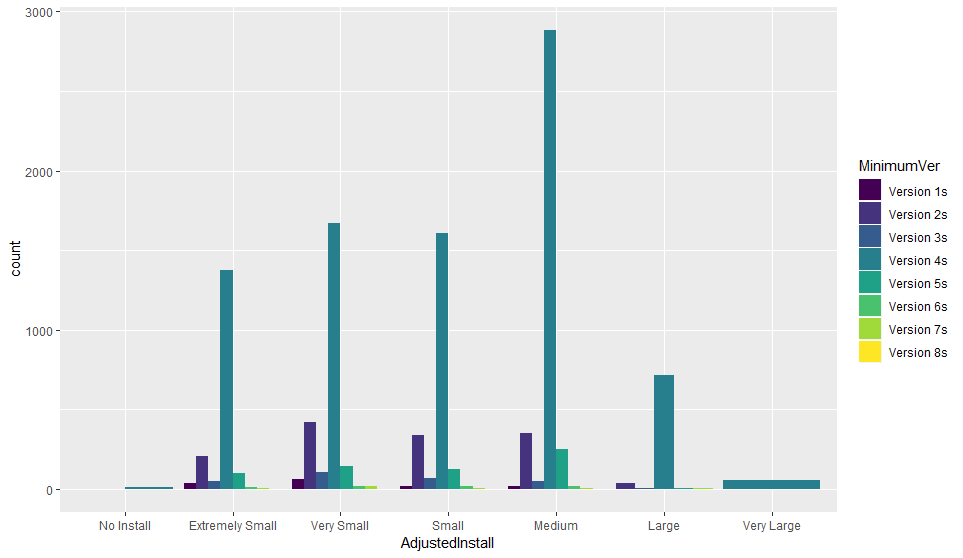 3000
2000
1000
0
count
No Install
Extremely Small
Very Small
Small
Medium
Large
Very Large
AdjustedInstall
MinimumVer
Version 1s
Version 2s
Version 3s
Version 4s
Version 5s
Version 6s
Version 7s
Version 8s